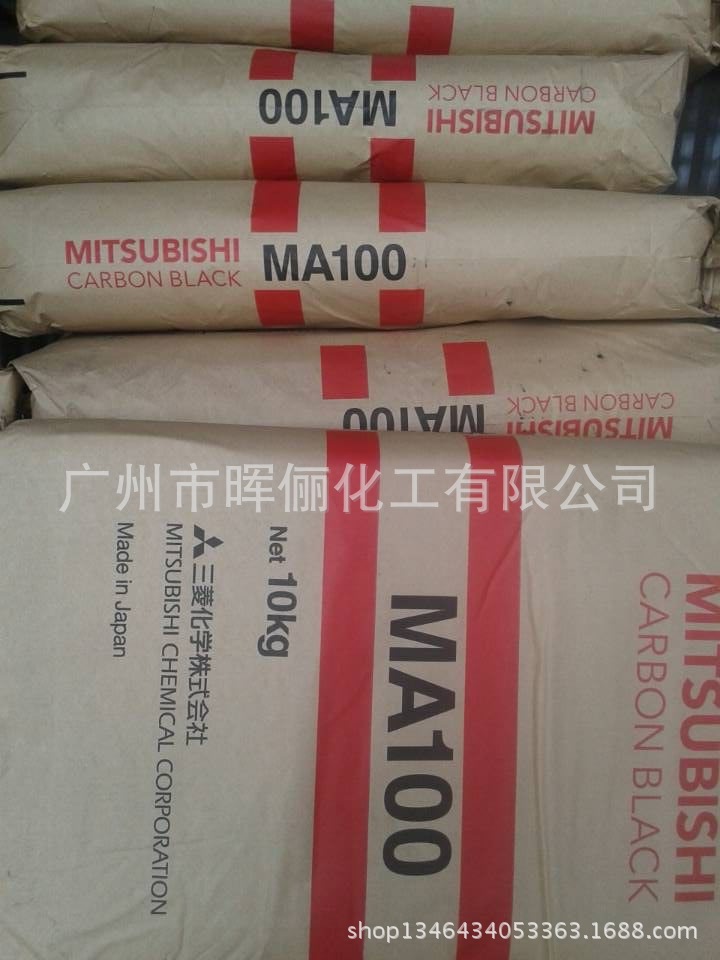 MA100
MITSUBISHI
CARBON BLACK
MITSUBISHI
CARBON BLACK
MA100
MA100
MITSUBISHI
CARBON BLACK
广州市晖俪化工有限公司
MITSUBISHI
CARBON BLACK
MA100
Net 10kg
三菱化学株式会社
MITSUBISHI CHEMICAL CORPORATION
Made in Japan
shop1346434053363.1688.com